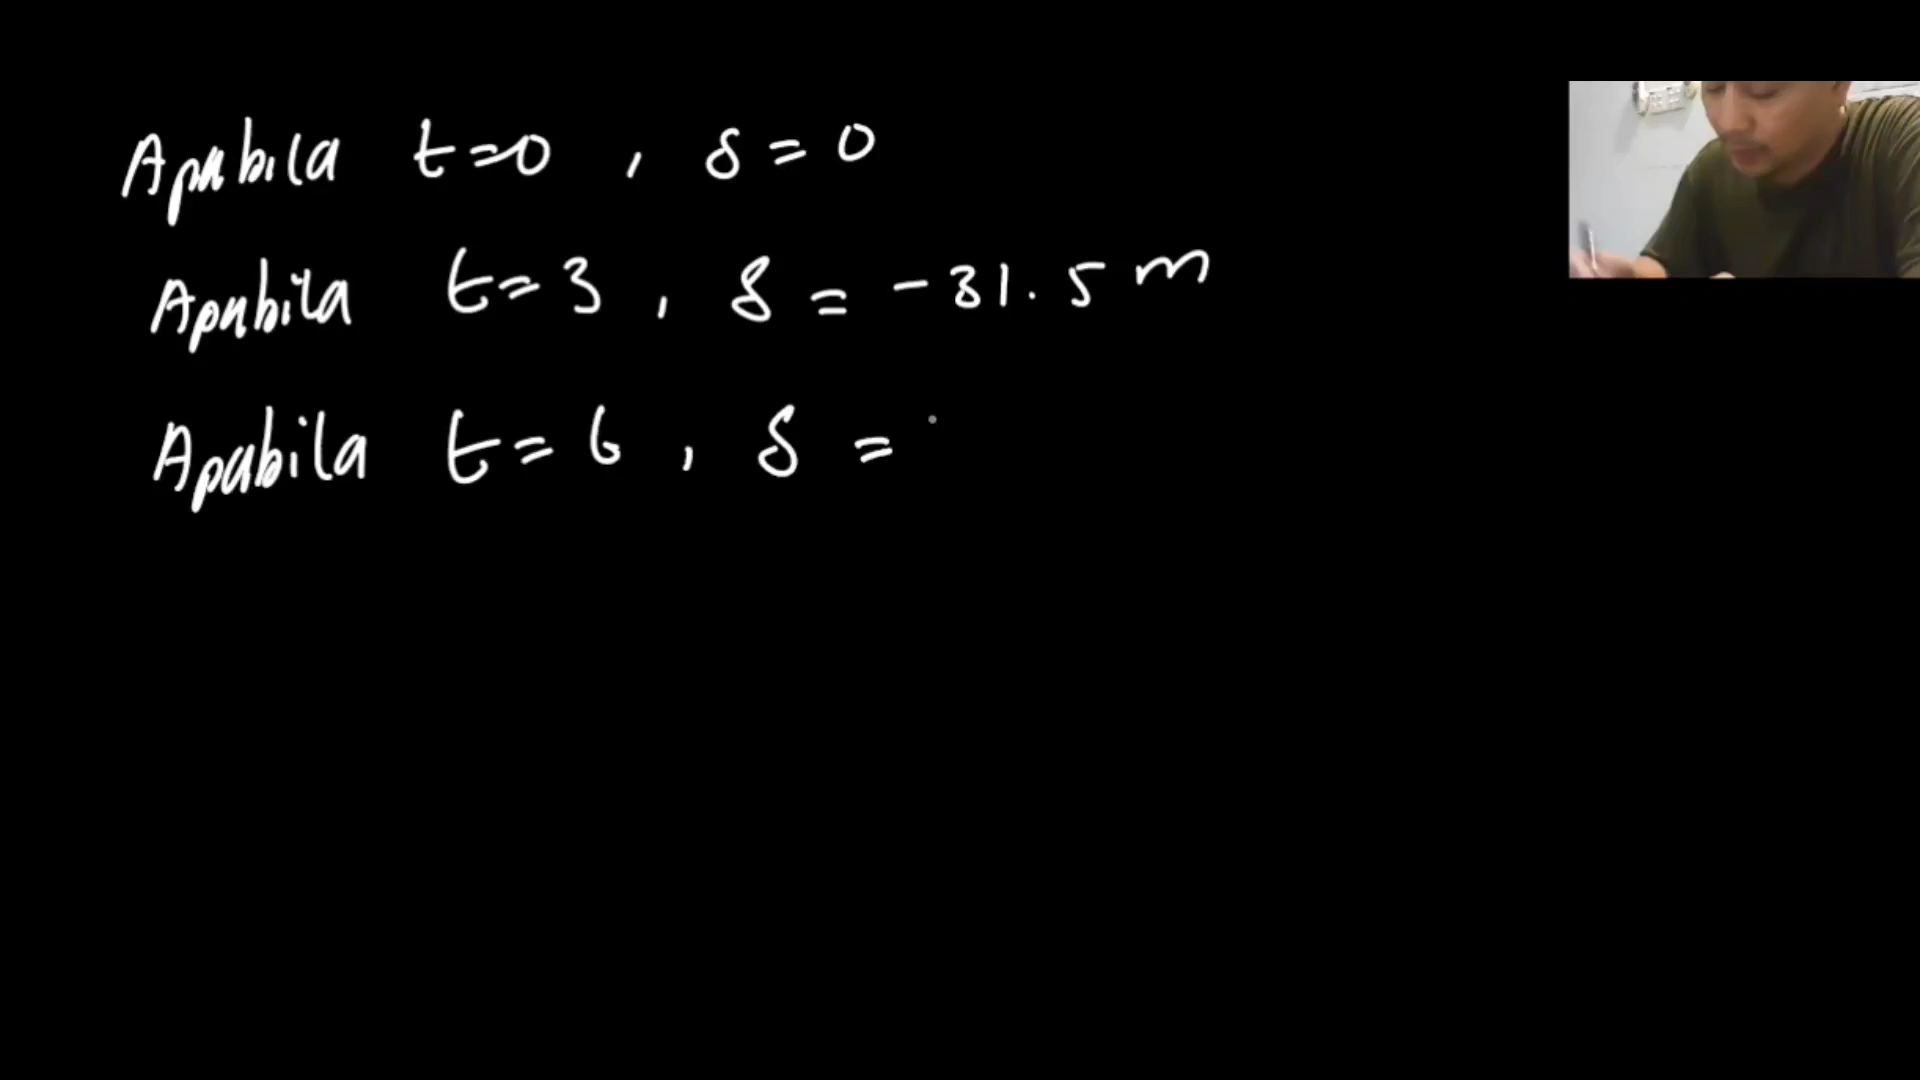 Apabila t=0 , s = 0
Apabila t=3 , s = -31.5 m
Apabila t= 6 , s =